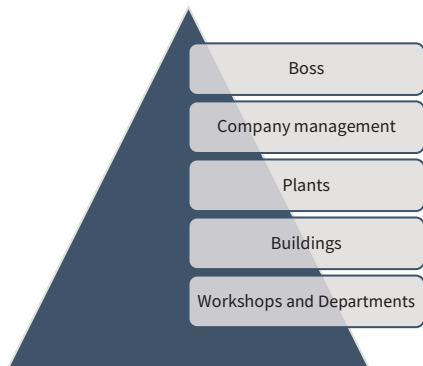 Boss
Company management
Plants
Buildings
Workshops and Departments